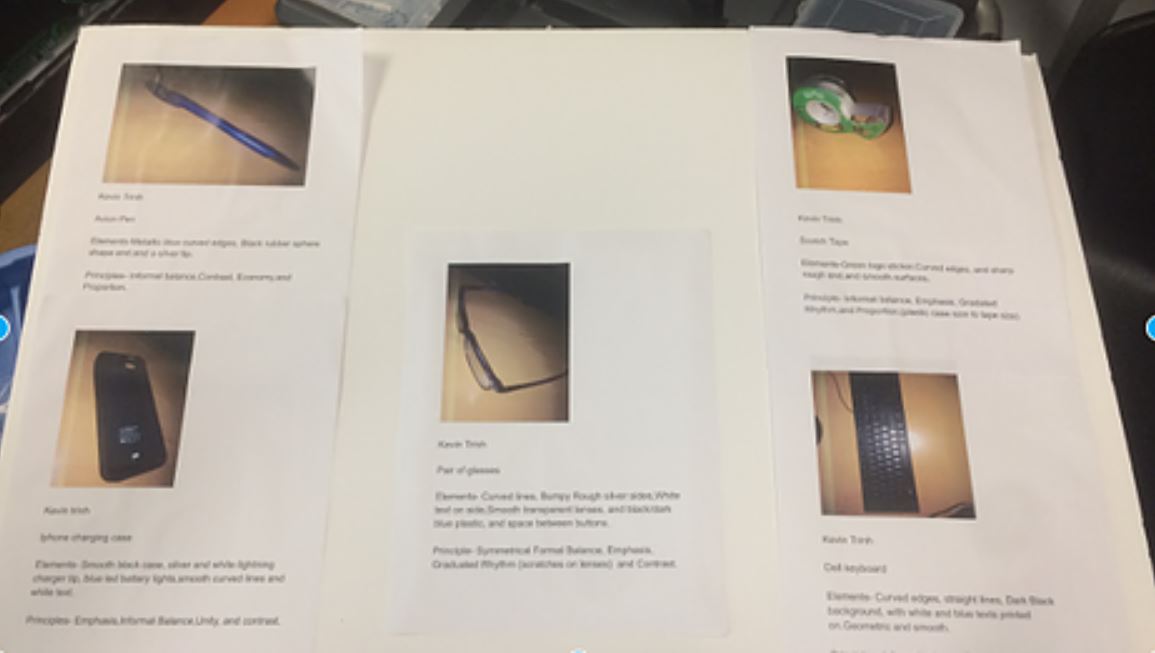 Kevin Trinh
Avion Pen
Elements-Metallic blue curved edges, Black rubber sphere
shape end and a silver tip.
Principles- Informal balance,Contrast, Economy,and
Proportion.
Kevin trinh
Iphone charging case
Elements- Smooth black case, silver and white lightning
charger tip, blue led battery lights,smooth curved lines and
white text.
Principles- Emphasis,Informal Balance,Unity, and contrast.
Kevin Trinh
Pair of glasses
Elements- Curved lines, Bumpy Rough silver sides,White
text on side,Smooth transparent lenses, and black/dark
blue plastic, and space between buttons.
Principle- Symmetrical Formal Balance, Emphasis,
Graduated Rhythm (scratches on lenses) and Contrast.
Kevin Trinh
Scotch Tape
Elements-Green logo sticker,Curved edges, and sharp
rough end,and smooth surfaces.
Principle- Informal balance, Emphasis, Gradated
Rhythm,and Proportion.(plastic case size to tape size)
Kevin Trinh
Dell keyboard
Elements- Curved edges, straight lines, Dark Black
background, with white and blue texts printed
on.Geometric and smooth.